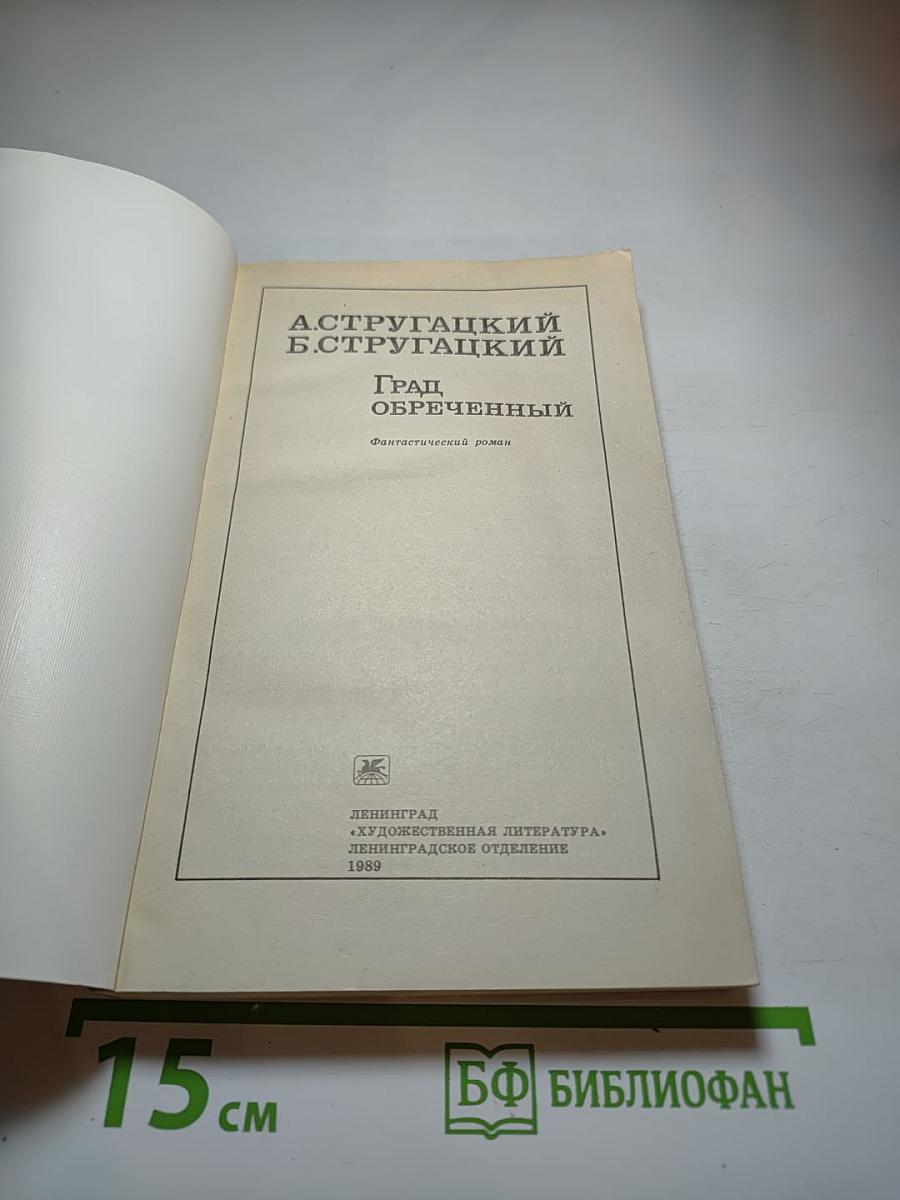 А.СТРУГАЦКИЙ
Б.СТРУГАЦКИЙ
ГРАД
ОБРЕЧЕННЫЙ
Фантастический роман
ЛЕНИНГРАД
«ХУДОЖЕСТВЕННАЯ ЛИТЕРАТУРА»
ЛЕНИНГРАДСКОЕ ОТДЕЛЕНИЕ
1989
15 см
БФ БИБЛИОФАН